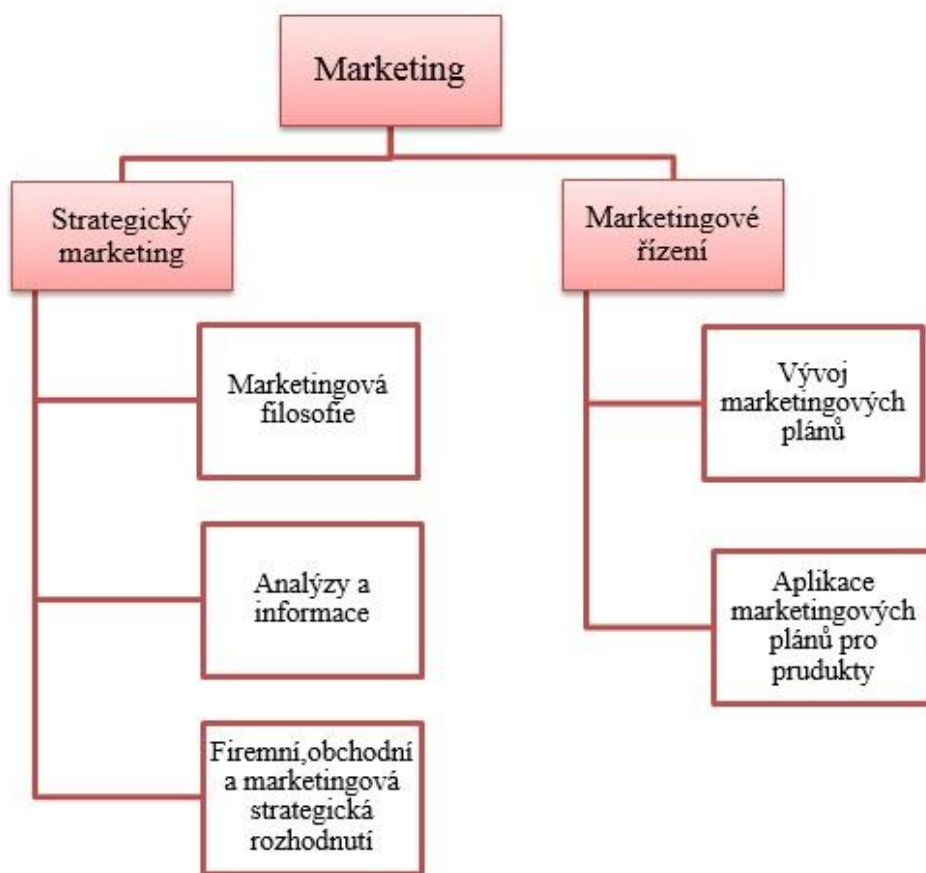 Marketing
Strategický
marketing
Marketingová
filosofie
Analýzy a
informace
Firemní,obchodní
a marketingová
strategická
rozhodnutí
Marketingové
řízení
Vývoj
marketingových
plánů
Aplikace
marketingových
plánů pro
prudukty